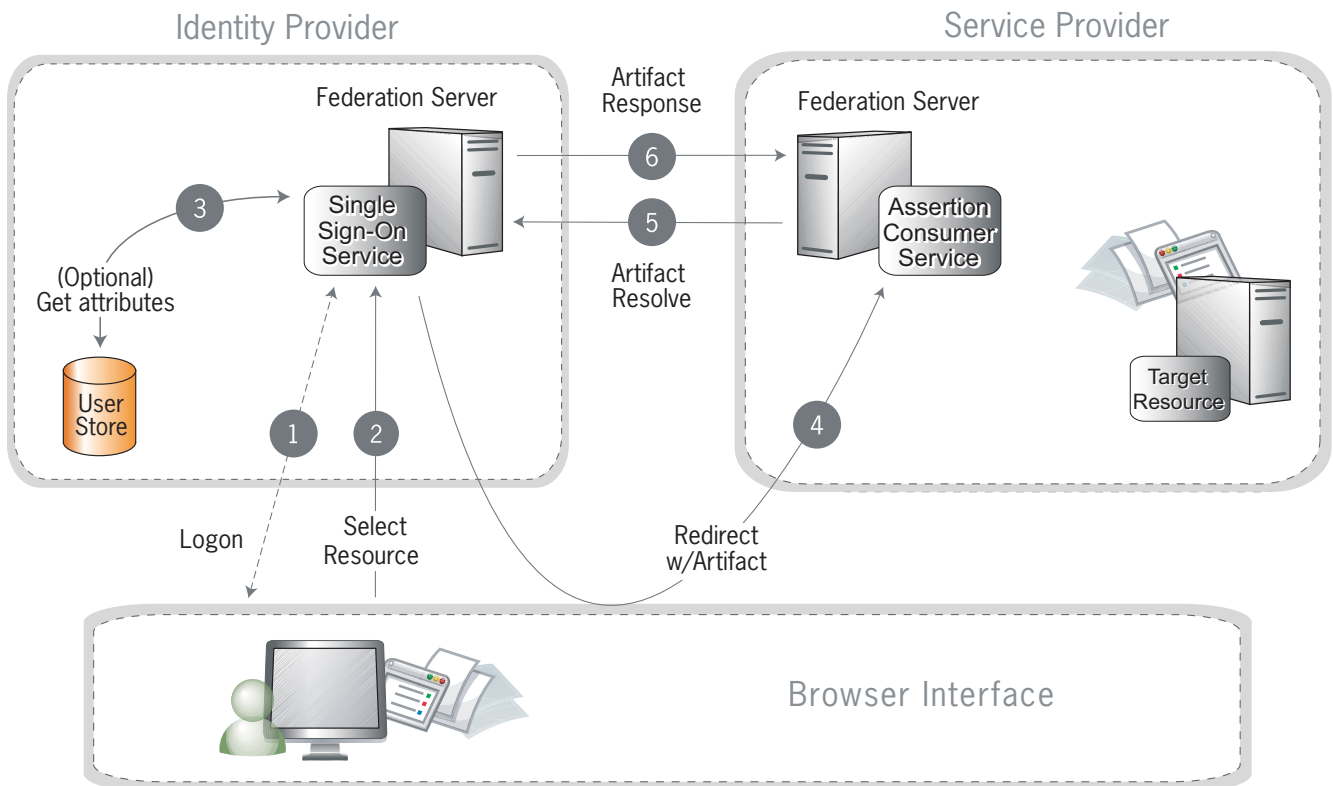 Identity Provider
Service Provider
Federation Server
Artifact
Response
Federation Server
6
3
Single
Sign-On
Service
5
Assertion
Consumer
Service
(Optional)
Get attributes
Artifact
Resolve
User
Store
Target
Resource
1
2
4
Logon
Select
Resource
Redirect
w/Artifact
Browser Interface